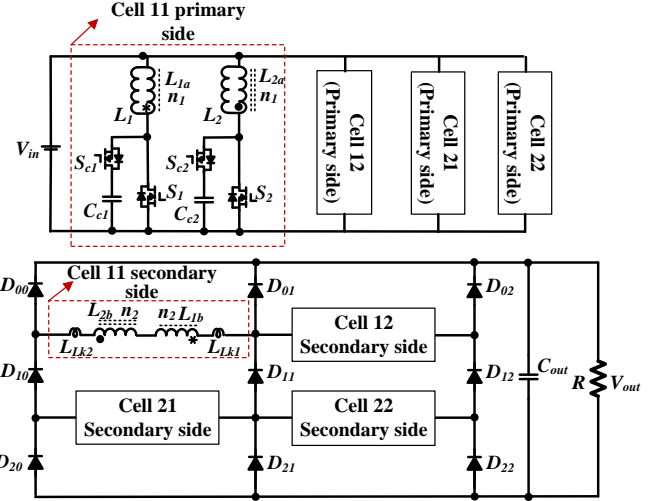 Cell 11 primary
side
L1a
n1
L1
L2a
n1
L2
Vin
Sc1
S1
Cc1
Sc2
S2
Cc2
Cell 12
(Primary side)
Cell 21
(Primary side)
Cell 22
(Primary side)
Cell 11 secondary
side
D00
D01
D02
L2b n2
n2 L1b
LLk2
LLk1
Cell 12
Secondary side
D10
D11
D12
Cout
R
Vout
Cell 21
Secondary side
Cell 22
Secondary side
D20
D21
D22